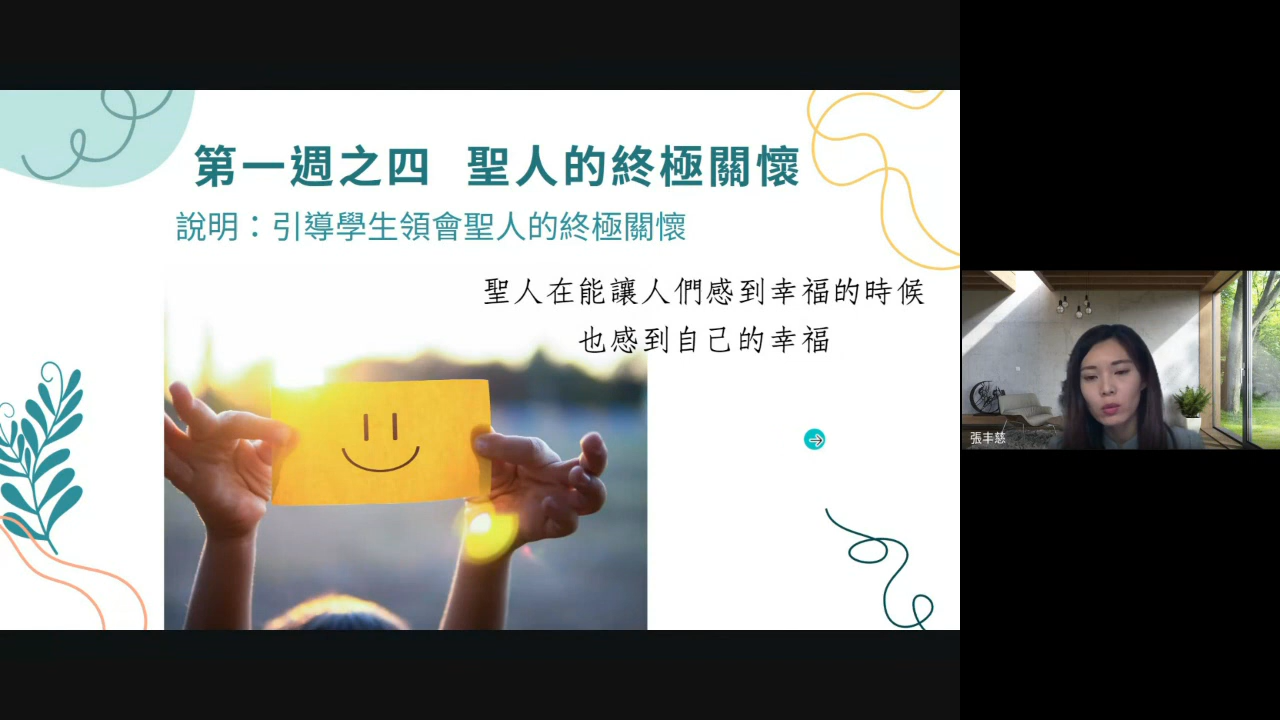 第一週之四 聖人的終極關懷
說明：引導學生領會聖人的終極關懷
聖人在能讓人們感到幸福的時候
也感到自己的幸福
張丰慈